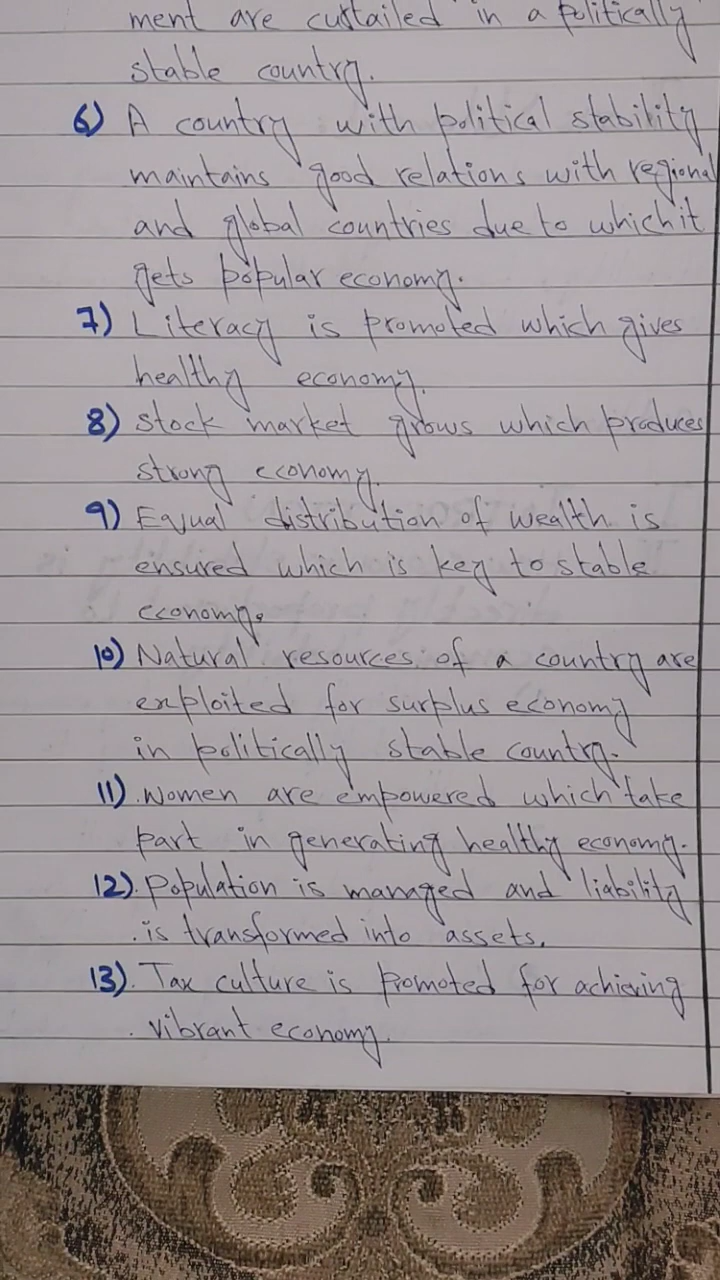 ment are curtailed in a politically
stable country.
6) A country with political stability
maintains good relations with regional
and global countries due to which it
gets popular economy.
7) Literacy is promoted which gives
healthy economy.
8) Stock market grows which produces
strong economy.
9) Equal distribution of wealth is
ensured which is key to stable
economy.
10) Natural resources of a country are
exploited for surplus economy
in politically stable country.
11) Women are empowered which take
part in generating healthy economy.
12). Population is managed and liability
is transformed into assets.
13). Tax culture is promoted for achieving
vibrant economy.